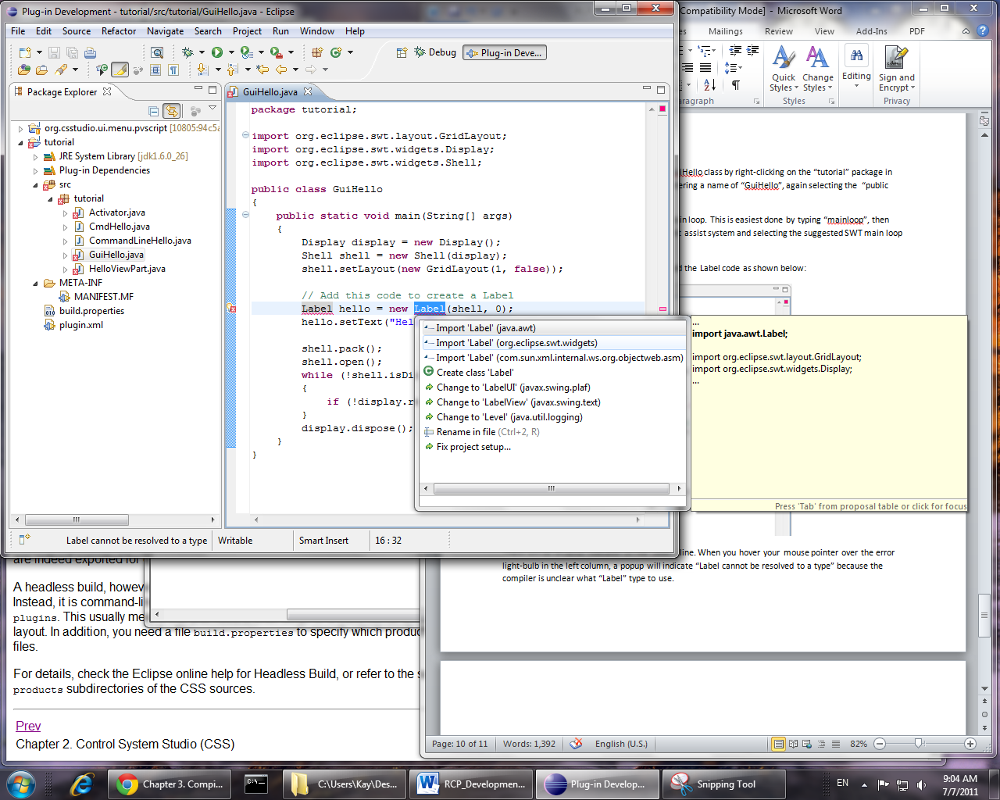 Plug-in Development - tutorial/src/tutorial/GuiHello.java - Eclipse
File Edit Source Refactor Navigate Search Project Run Window Help
Debug
Plug-in Deve...
Package Explorer
org.csstudio.ui.menu.pvscript [10805:94c5a
tutorial
JRE System Library [jdk1.6.0_26]
Plug-in Dependencies
src
tutorial
Activator.java
CmdHello.java
CommandLineHello.java
GuiHello.java
HelloViewPart.java
META-INF
MANIFEST.MF
build.properties
plugin.xml
GuiHello.java
package tutorial;
import org.eclipse.swt.layout.GridLayout;
import org.eclipse.swt.widgets.Display;
import org.eclipse.swt.widgets.Shell;
public class GuiHello
{
public static void main(String[] args)
{
Display display = new Display();
Shell shell = new Shell(display);
shell.setLayout(new GridLayout(1, false));
// Add this code to create a Label
Label hello = new Label(shell, 0);
hello.setText("Hel
shell.pack();
shell.open();
while (!shell.isDi
{
if (!display.r
}
display.dispose();
}
}
Import 'Label' (java.awt)
Import 'Label' (org.eclipse.swt.widgets)
Import 'Label' (com.sun.xml.internal.ws.org.objectweb.asm)
Create class 'Label'
Change to 'LabelUI' (javax.swing.plaf)
Change to 'LabelView' (javax.swing.text)
Change to 'Level' (java.util.logging)
Rename in file (Ctrl+2, R)
Fix project setup...
...
import java.awt.Label;
import org.eclipse.swt.layout.GridLayout;
import org.eclipse.swt.widgets.Display;
...
Press 'Tab' from proposal table or click for focus
Label cannot be resolved to a type
Writable
Smart Insert
16 : 32
[Compatibility Mode] - Microsoft Word
es Mailings Review View Add-Ins PDF
Quick Styles
Change Styles
Editing
Sign and Encrypt
aragraph
Styles
Privacy
iHello class by right-clicking on the “tutorial” package in
ering a name of “GuiHello”, again selecting the “public
in loop. This is easiest done by typing “mainloop”, then
t assist system and selecting the suggested SWT main loop
d the Label code as shown below:
line. When you hover your mouse pointer over the error
light-bulb in the left column, a popup will indicate “Label cannot be resolved to a type” because the
compiler is unclear what “Label” type to use.
Page: 10 of 11
Words: 1,392
English (U.S.)
82%
are indeed exported for
A headless build, howev
Instead, it is command-li
plugins. This usually me
layout. In addition, you need a file build.properties to specify which produc
files.
For details, check the Eclipse online help for Headless Build, or refer to the s
products subdirectories of the CSS sources.
Prev
Chapter 2. Control System Studio (CSS)
Chapter 3. Compi...
C:\Users\Kay\Des...
RCP_Developmen...
Plug-in Develop...
Snipping Tool
EN
9:04 AM
7/7/2011